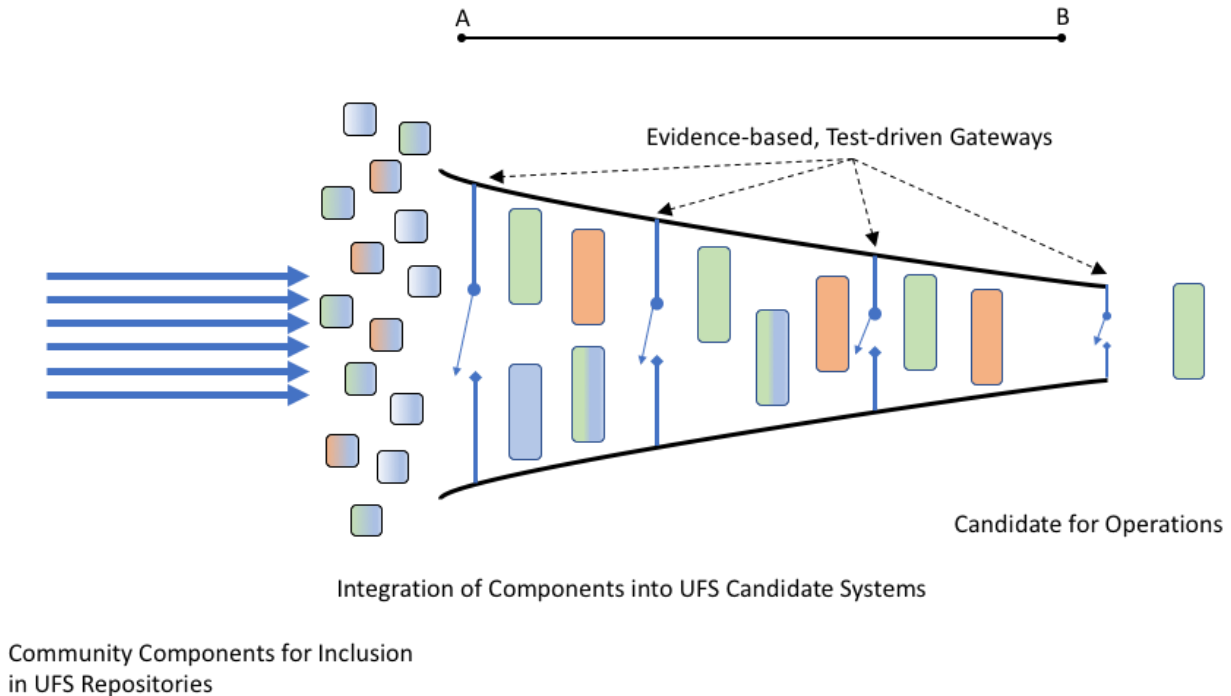 A
B
Evidence-based, Test-driven Gateways
Candidate for Operations
Integration of Components into UFS Candidate Systems
Community Components for Inclusion
in UFS Repositories